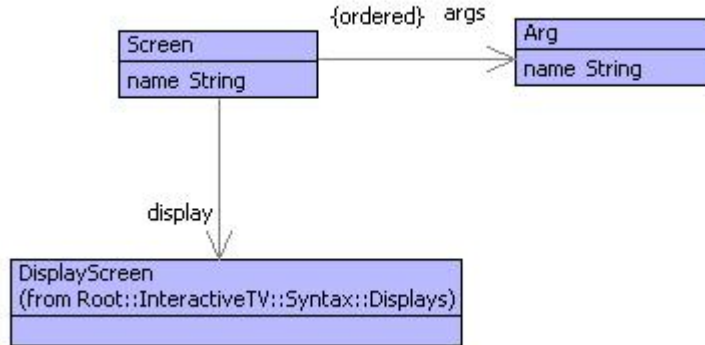 {ordered} args
Screen
name String
Arg
name String
display
DisplayScreen
(from Root::InteractiveTV::Syntax::Displays)